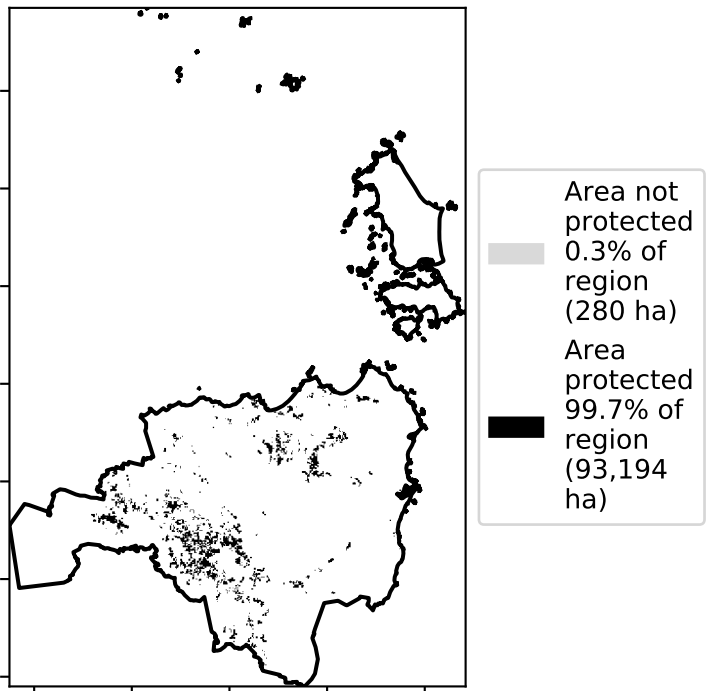 Area not
protected
0.3% of
region
(280 ha)
Area
protected
99.7% of
region
(93,194
ha)